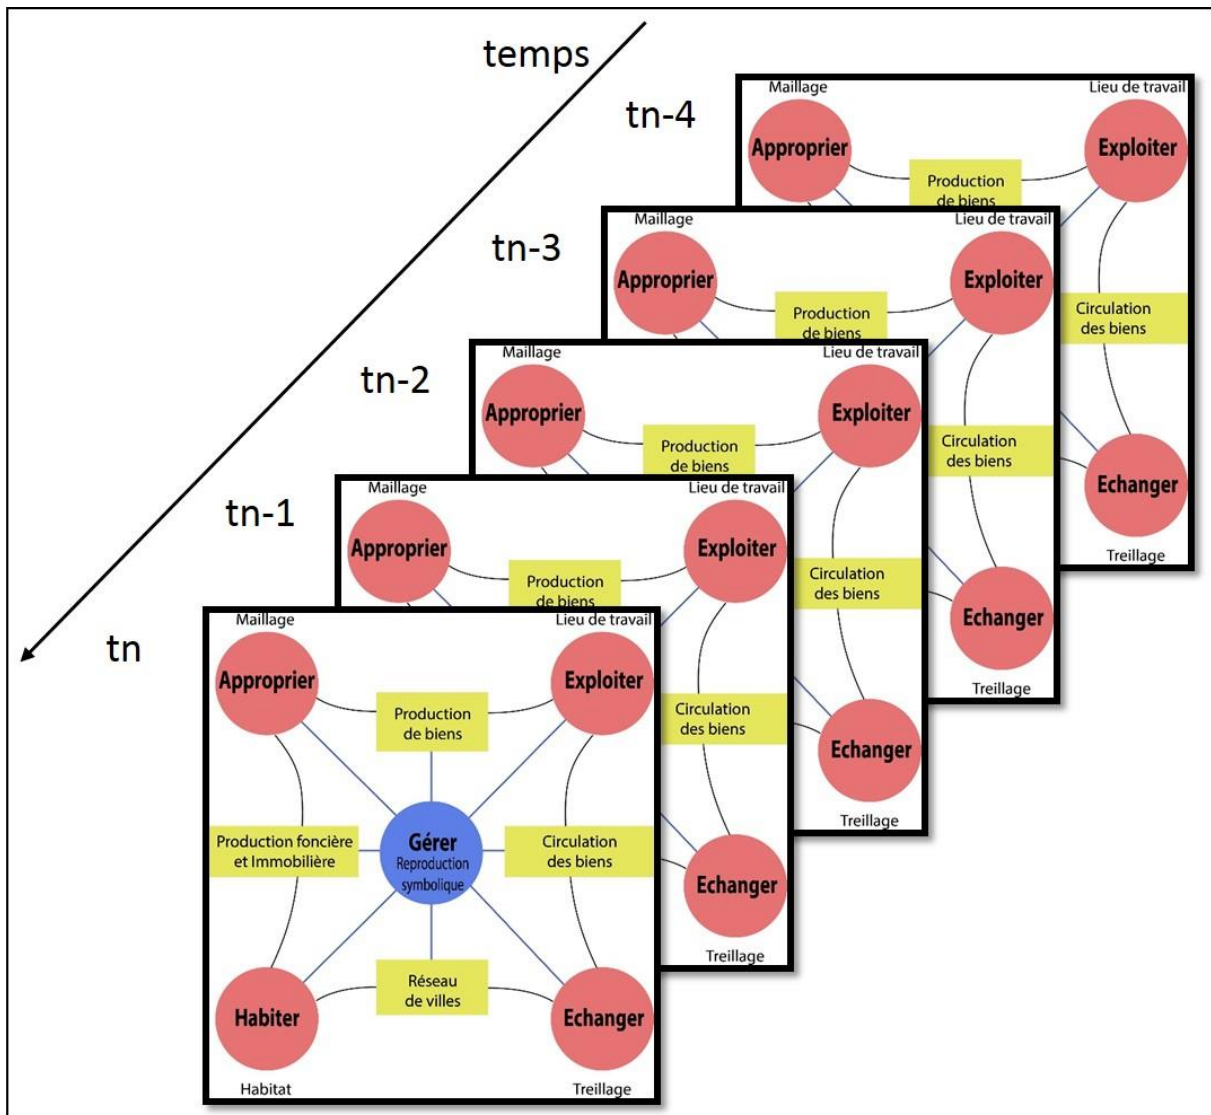 temps
tn-4
Maillage
Lieu de travail
Approprier
Exploiter
Production
de biens
Circulation
des biens
Echanger
Treillage
tn-3
Maillage
Lieu de travail
Approprier
Exploiter
Production
de biens
Circulation
des biens
Echanger
Treillage
tn-2
Maillage
Lieu de travail
Approprier
Exploiter
Production
de biens
Circulation
des biens
Echanger
Treillage
tn-1
Maillage
Lieu de travail
Approprier
Exploiter
Production
de biens
Circulation
des biens
Echanger
Treillage
tn
Maillage
Lieu de travail
Approprier
Exploiter
Production
de biens
Production foncière
et Immobilière
Gérer
Reproduction
symbolique
Circulation
des biens
Réseau
de villes
Habiter
Echanger
Habitat
Treillage